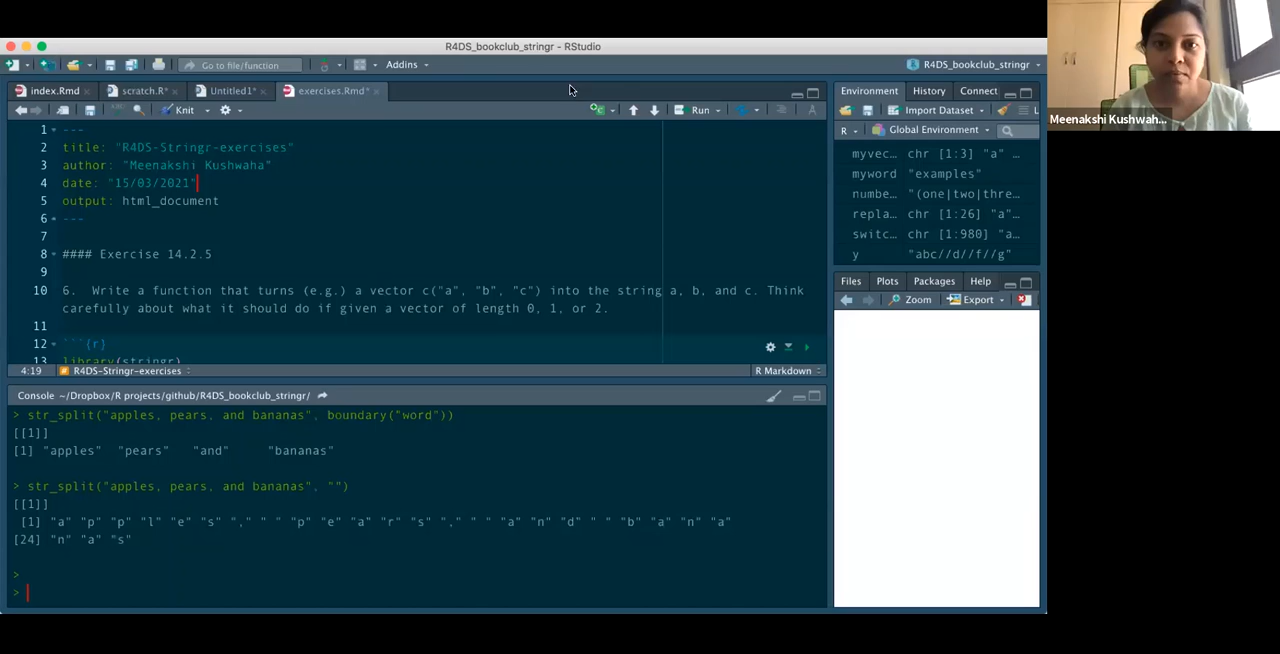 R4DS_bookclub_stringr - RStudio
Go to file/function
Addins
R4DS_bookclub_stringr
index.Rmd
scratch.R*
Untitled1*
exercises.Rmd*
Environment
History
Connect
Knit
Run
Import Dataset
R
Global Environment
1 ---
2 title: "R4DS-Stringr-exercises"
3 author: "Meenakshi Kushwaha"
4 date: "15/03/2021"
5 output: html_document
6 ---
7
8 #### Exercise 14.2.5
9
10 6. Write a function that turns (e.g.) a vector c("a", "b", "c") into the string a, b, and c. Think
carefully about what it should do if given a vector of length 0, 1, or 2.
11
12 ```{r}
13 library(stringr)
4:19
R4DS-Stringr-exercises
R Markdown
myvec… chr [1:3] "a" …
myword "examples"
numbe… "(one|two|thre…
repla… chr [1:26] "a"…
switc… chr [1:980] "a…
y "abc//d//f//g"
Files
Plots
Packages
Help
Zoom
Export
Console ~/Dropbox/R projects/github/R4DS_bookclub_stringr/
> str_split("apples, pears, and bananas", boundary("word"))
[[1]]
[1] "apples" "pears" "and" "bananas"
> str_split("apples, pears, and bananas", "")
[[1]]
[1] "a" "p" "p" "l" "e" "s" "," " " "p" "e" "a" "r" "s" "," " " "a" "n" "d" " " "b" "a" "n" "a"
[24] "n" "a" "s"
>
>
Meenakshi Kushwah...